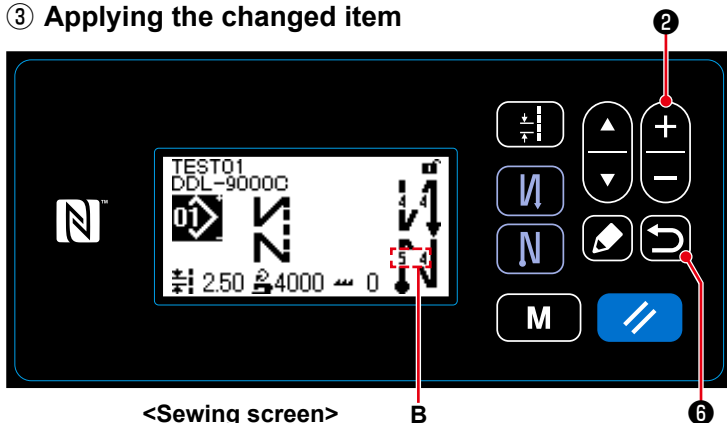 ③ Applying the changed item
❷
TEST01
DDL-9000C
01
4 4
5 4
2.50 4000 0
N
™
+
−
M
<Sewing screen>
B
❻